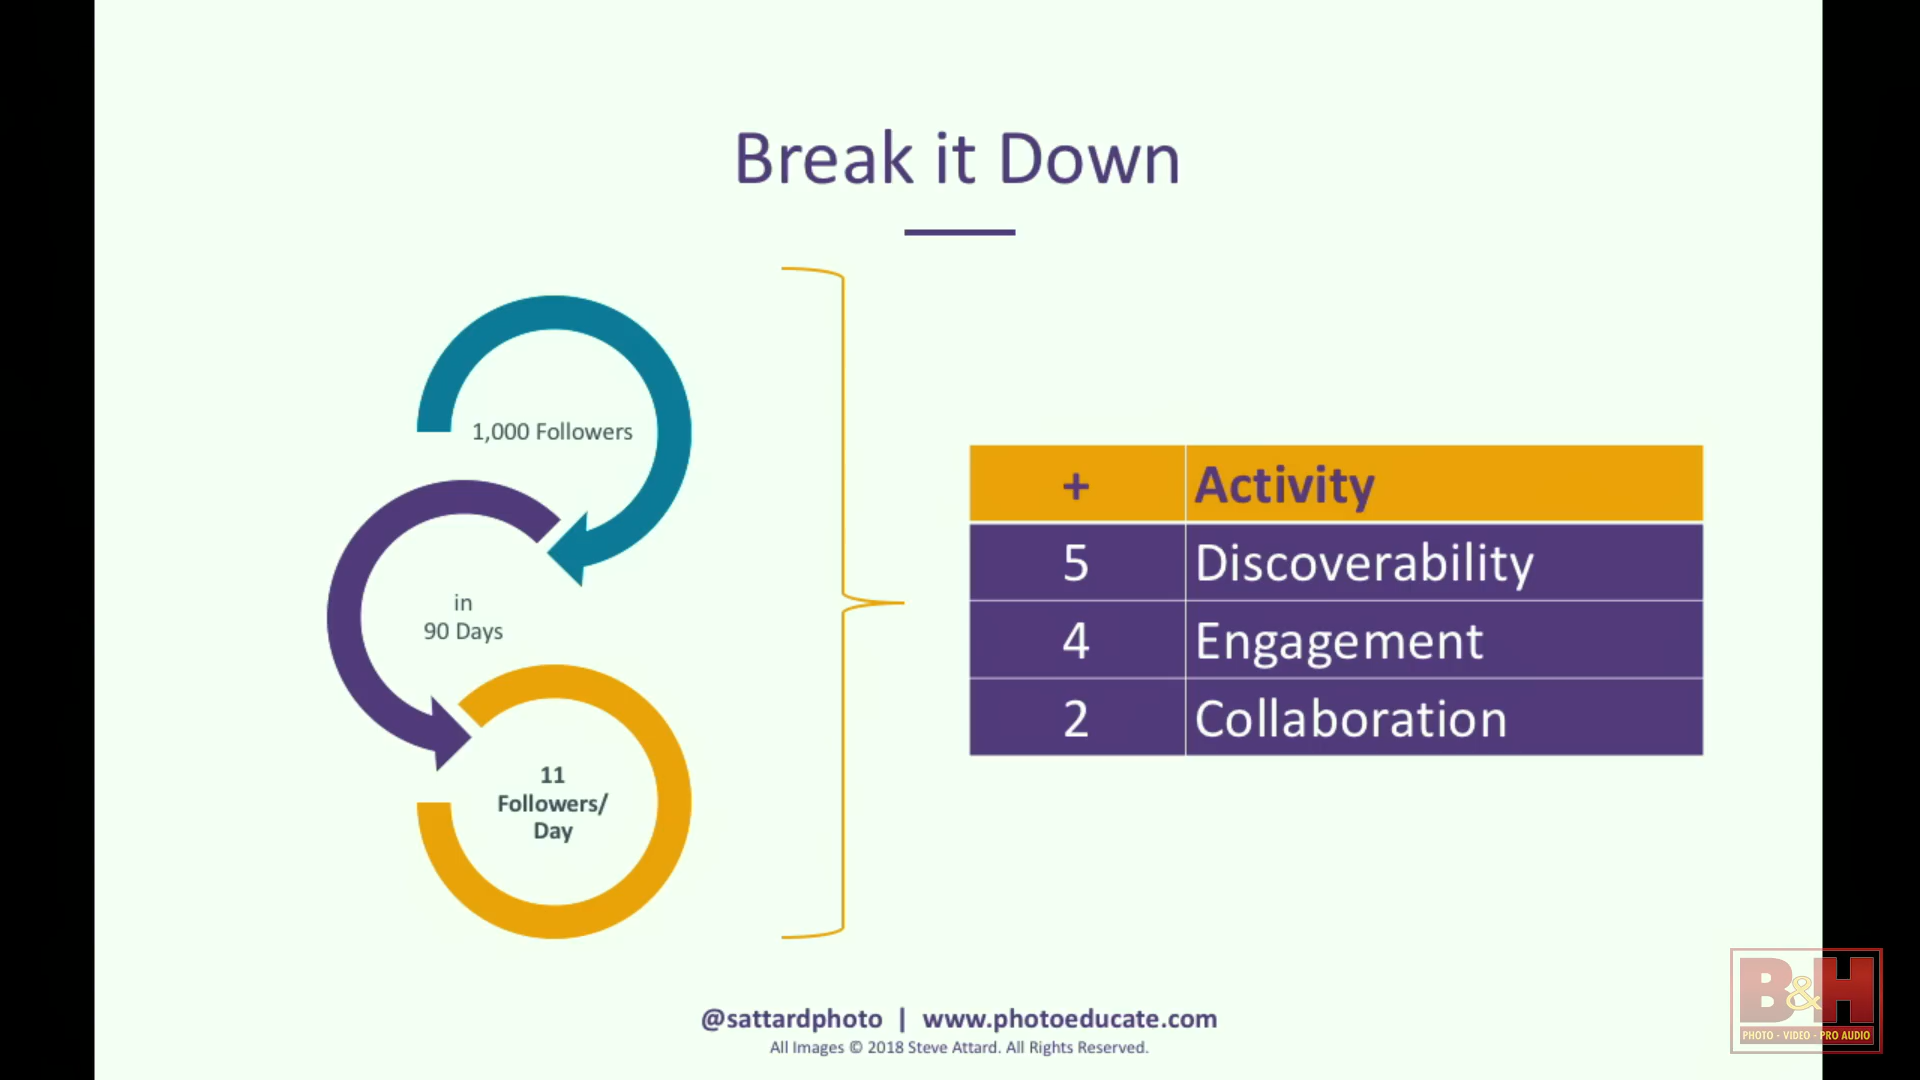 Break it Down
1,000 Followers
in
90 Days
11
Followers/
Day
+ Activity
5 Discoverability
4 Engagement
2 Collaboration
@sattardphoto | www.photoeducate.com
All Images © 2018 Steve Attard. All Rights Reserved.
B&H
PHOTO - VIDEO - PRO AUDIO